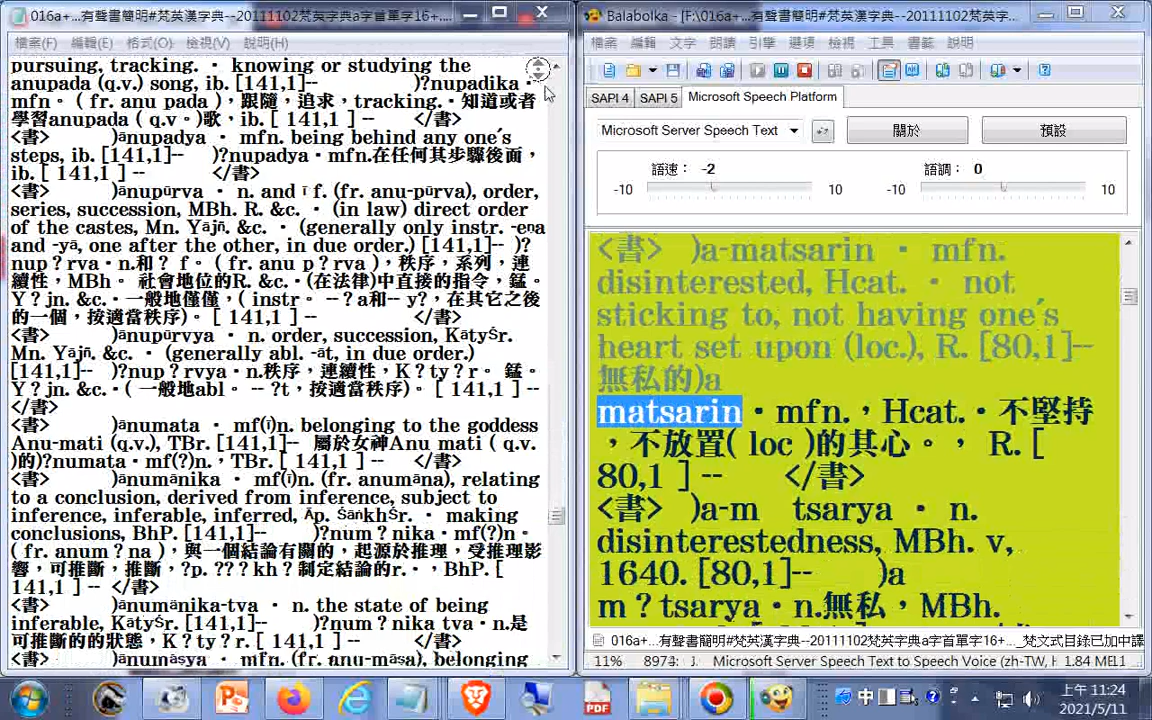 016a+...有聲書簡明#梵英漢字典--20111102梵英字典a字首單字16+...
檔案(F) 編輯(E) 格式(O) 檢視(V) 說明(H)
pursuing, tracking. · knowing or studying the
anupada (q.v.) song, ib. [141,1]-- )?nupadika ·
mfn。( fr. anu pada ),跟隨,追求,tracking.·知道或者
學習anupada ( q.v。)歌,ib. [ 141,1 ] </書>
<書> )ānupadya · mfn. being behind any one's
steps, ib. [141,1]-- )?nupadya·mfn.在任何其步驟後面,
ib. [ 141,1 ] </書>
<書> )ānupūrva · n. and ī f. (fr. anu-pūrva), order,
series, succession, MBh. R. &c. · (in law) direct order
of the castes, Mn. Yājñ. &c. · (generally only instr. -eṇa
and -yā, one after the other, in due order.) [141,1]-- )?
nup?rva·n.和? f。( fr. anu p?rva ),秩序,系列,連
續性,MBh。 社會地位的R. &c.·(在法律)中直接的指令,錳。
Y?jn. &c.·一般地僅僅,( instr。 --?a和-- y?,在其它之後
的一個,按適當秩序)。[ 141,1 ] </書>
<書> )ānupūrvya · n. order, succession, KātyŚr.
Mn. Yājñ. &c. · (generally abl. -āt, in due order.)
[141,1]-- )?nup?rvya·n.秩序,連續性,K?ty?r。 錳。
Y?jn. &c.·( 一般地abl。 --?t,按適當秩序)。[ 141,1 ]
</書>
<書> )ānumata · mf(ī)n. belonging to the goddess
Anu-mati (q.v.), TBr. [141,1]-- 屬於女神Anu mati ( q.v.
)的)?numata·mf(?)n.,TBr.[ 141,1 ] </書>
<書> )ānumānika · mf(ī)n. (fr. anumāna), relating
to a conclusion, derived from inference, subject to
inference, inferable, inferred, Āp. ŚāṅkhŚr. · making
conclusions, BhP. [141,1]-- )?num?nika·mf(?)n.
( fr. anum?na ),與一個結論有關的,起源於推理,受推理影
響,可推斷,推斷,?p. ???kh?制定結論的r.·,BhP.[
141,1 ]-- </書>
<書> )ānumānika-tva · n. the state of being
inferable, KātyŚr. [141,1]-- )?num?nika tva·n.是
可推斷的的狀態,K?ty?r. [ 141,1 ] </書>
<書> )ānumāṣya · mfn. (fr. anu-māṣa), belonging
Balabolka - [F:\016a+...有聲書簡明#梵英漢字典--20111102梵英字...
檔案 編輯 文字 朗讀 引擎 選項 檢視 工具 書籤 說明
SAPI 4 SAPI 5 Microsoft Speech Platform
Microsoft Server Speech Text 關於 預設
語速: -2 語調: 0
-10 10 -10 10
<書> )a-matsarin · mfn.
disinterested, Hcat. · not
sticking to, not having one's
heart set upon (loc.), R. [80,1]--
無私的)a
matsarin·mfn.,Hcat.·不堅持
,不放置( loc )的其心。, R. [
80,1 ]-- </書>
<書> )a-m tsarya · n.
disinterestedness, MBh. v,
1640. [80,1]-- )a
m?tsarya·n.無私,MBh.
016a+...有聲書簡明#梵英漢字典--20111102梵英字典a字首單字16+..._梵文式目錄已加中譯
11% 8974: Microsoft Server Speech Text to Speech Voice (zh-TW, H 1.84 MB
中
上午 11:24
2021/5/11